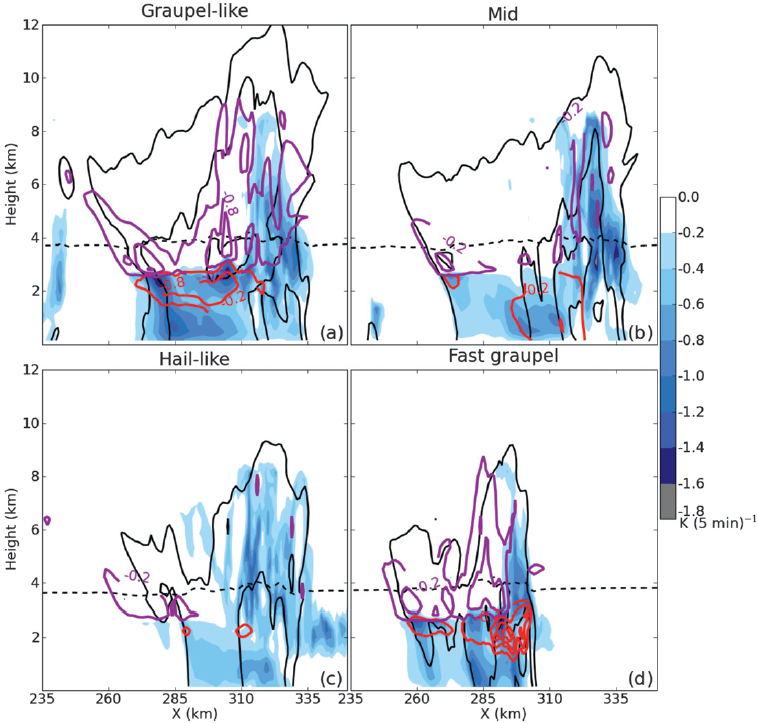 Graupel-like
Mid
12
10
8
6
4
2
Height (km)
-0.8
-0.8
-0.2
(a)
-0.2
-0.2
-0.2
(b)
0.0
-0.2
-0.4
-0.6
-0.8
-1.0
-1.2
-1.4
-1.6
-1.8
K (5 min)⁻¹
Hail-like
Fast graupel
12
10
8
6
4
2
Height (km)
-0.2
(c)
-0.2
(d)
235 260 285 310 335 235 260 285 310 335
X (km)
X (km)